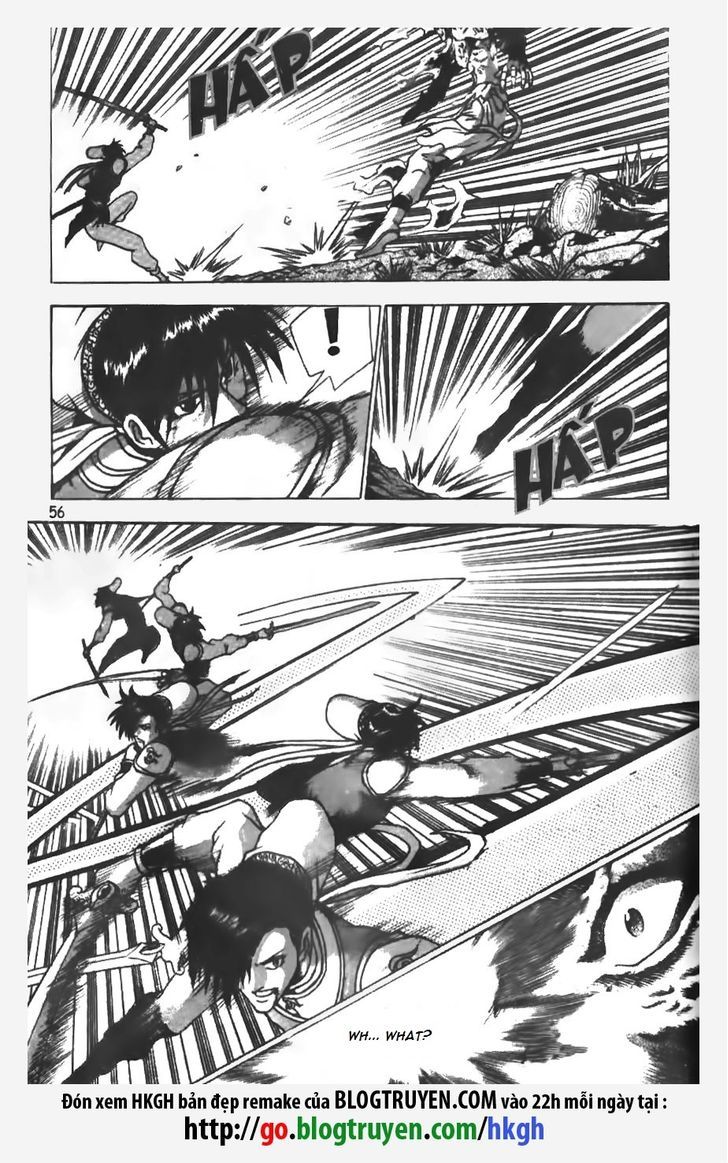 HẤP
!
HẤP
56
WH... WHAT?
Đón xem HKGH bản đẹp remake của BLOGTRUYEN.COM vào 22h mỗi ngày tại :
http://go.blogtruyen.com/hkgh